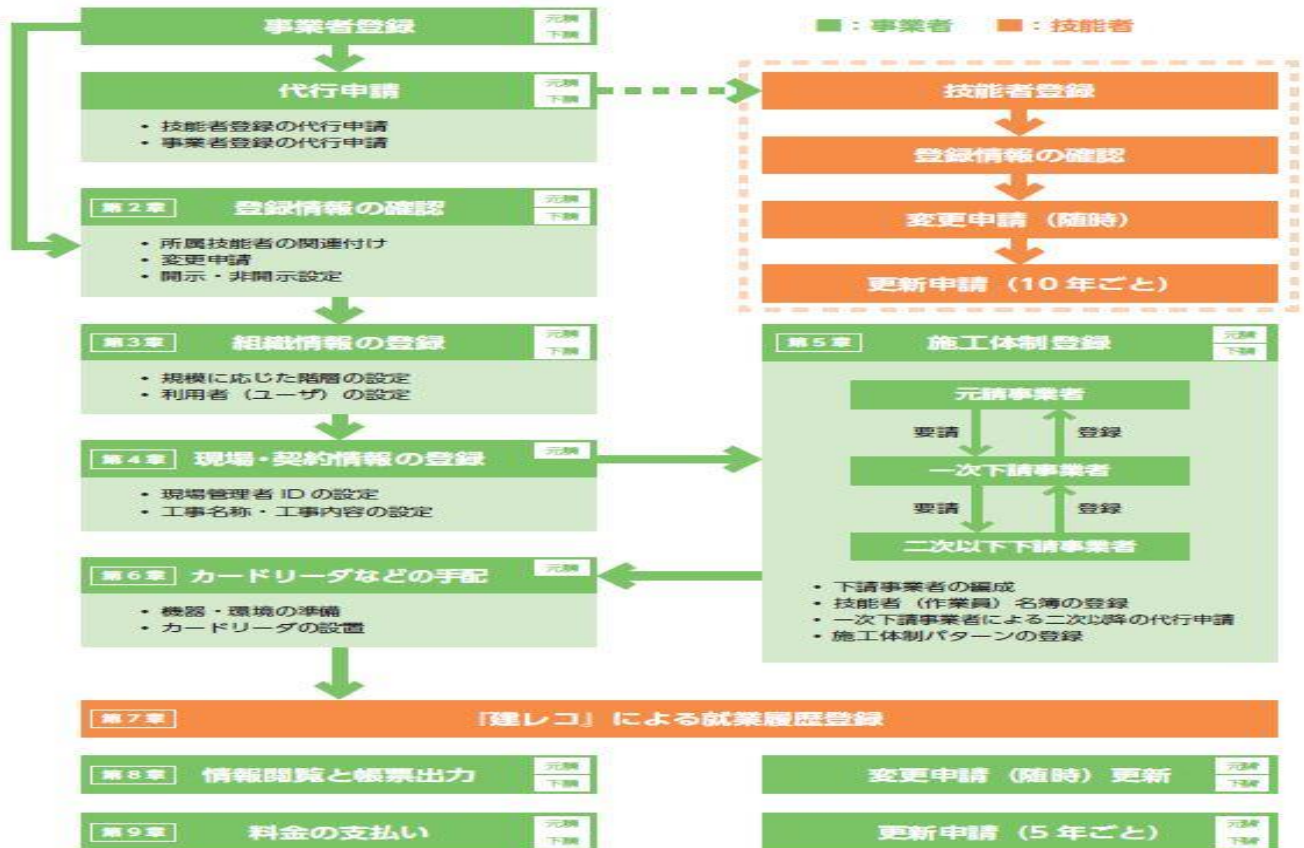 事業者登録
元請
下請
■：事業者 ■：技能者
代行申請
元請
下請
・技能者登録の代行申請
・事業者登録の代行申請
技能者登録
登録情報の確認
変更申請（随時）
更新申請（10年ごと）
第2章 登録情報の確認
元請
下請
・所属技能者の関連付け
・変更申請
・開示・非開示設定
第3章 組織情報の登録
元請
下請
・規模に応じた階層の設定
・利用者（ユーザ）の設定
第4章 現場・契約情報の登録
元請
・現場管理者IDの設定
・工事名称・工事内容の設定
第5章 施工体制登録
元請
下請
元請事業者
要請 登録
一次下請事業者
要請 登録
二次以下下請事業者
・下請事業者の編成
・技能者（作業員）名簿の登録
・一次下請事業者による二次以降の代行申請
・施工体制パターンの登録
第6章 カードリーダなどの手配
元請
・機器・環境の準備
・カードリーダの設置
第7章 『建レコ』による就業履歴登録
第8章 情報閲覧と帳票出力
元請
下請
変更申請（随時）更新
元請
下請
第9章 料金の支払い
元請
下請
更新申請（5年ごと）
元請
下請